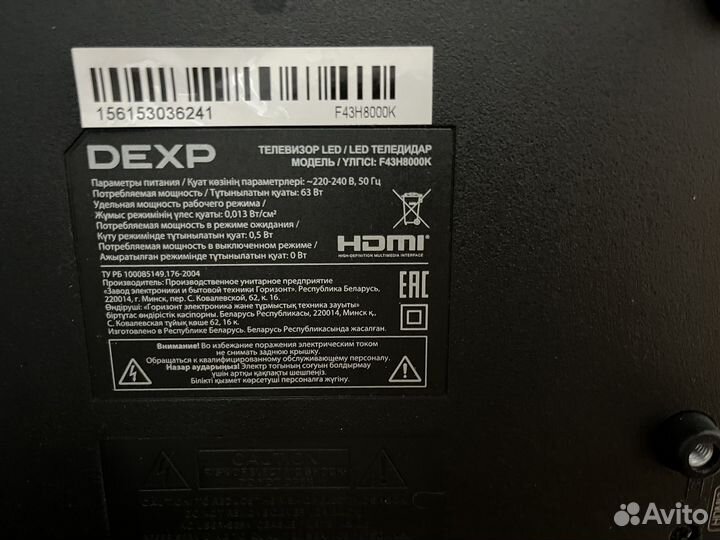 156153036241
F43H8000K
DEXP
ТЕЛЕВИЗОР LED / LED ТЕЛЕДИДАР
МОДЕЛЬ / ҮЛГІСІ: F43H8000K
Параметры питания / Қуат көзінің параметрлері: ~220-240 В, 50 Гц
Потребляемая мощность / Тұтынылатын қуаты: 63 Вт
Удельная мощность рабочего режима /
Жұмыс режимінің үлес қуаты: 0,013 Вт/см²
Потребляемая мощность в режиме ожидания /
Күту режимінде тұтынылатын қуат: 0,5 Вт
Потребляемая мощность в выключенном режиме /
Ажыратылған режимінде тұтынылатын қуат: 0 Вт
HDMI
HIGH-DEFINITION MULTIMEDIA INTERFACE
ТУ РБ 100085149.176-2004
Производитель: Производственное унитарное предприятие
«Завод электроники и бытовой техники Горизонт». Республика Беларусь,
220014, г. Минск, пер. С. Ковалевской, 62, к. 16.
Өндіруші: «Горизонт электроника және тұрмыстық техника зауыты»
біртұтас өндірістік кәсіпорны. Беларусь Республикасы, 220014, Минск қ.,
С. Ковалевская тұйық көше 62, 16 к.
Изготовлено в Республике Беларусь. Беларусь Республикасында жасалған.
EAC
Внимание! Во избежание поражения электрическим током
не снимать заднюю крышку.
Обращаться к квалифицированному обслуживающему персоналу.
Назар аударыңыз! Электр тогының соғуын болдырмау
үшін артқы қақпақты шешпеңіз.
Білікті қызмет көрсетуші персоналға жүгіну.
CAUTION
Avito